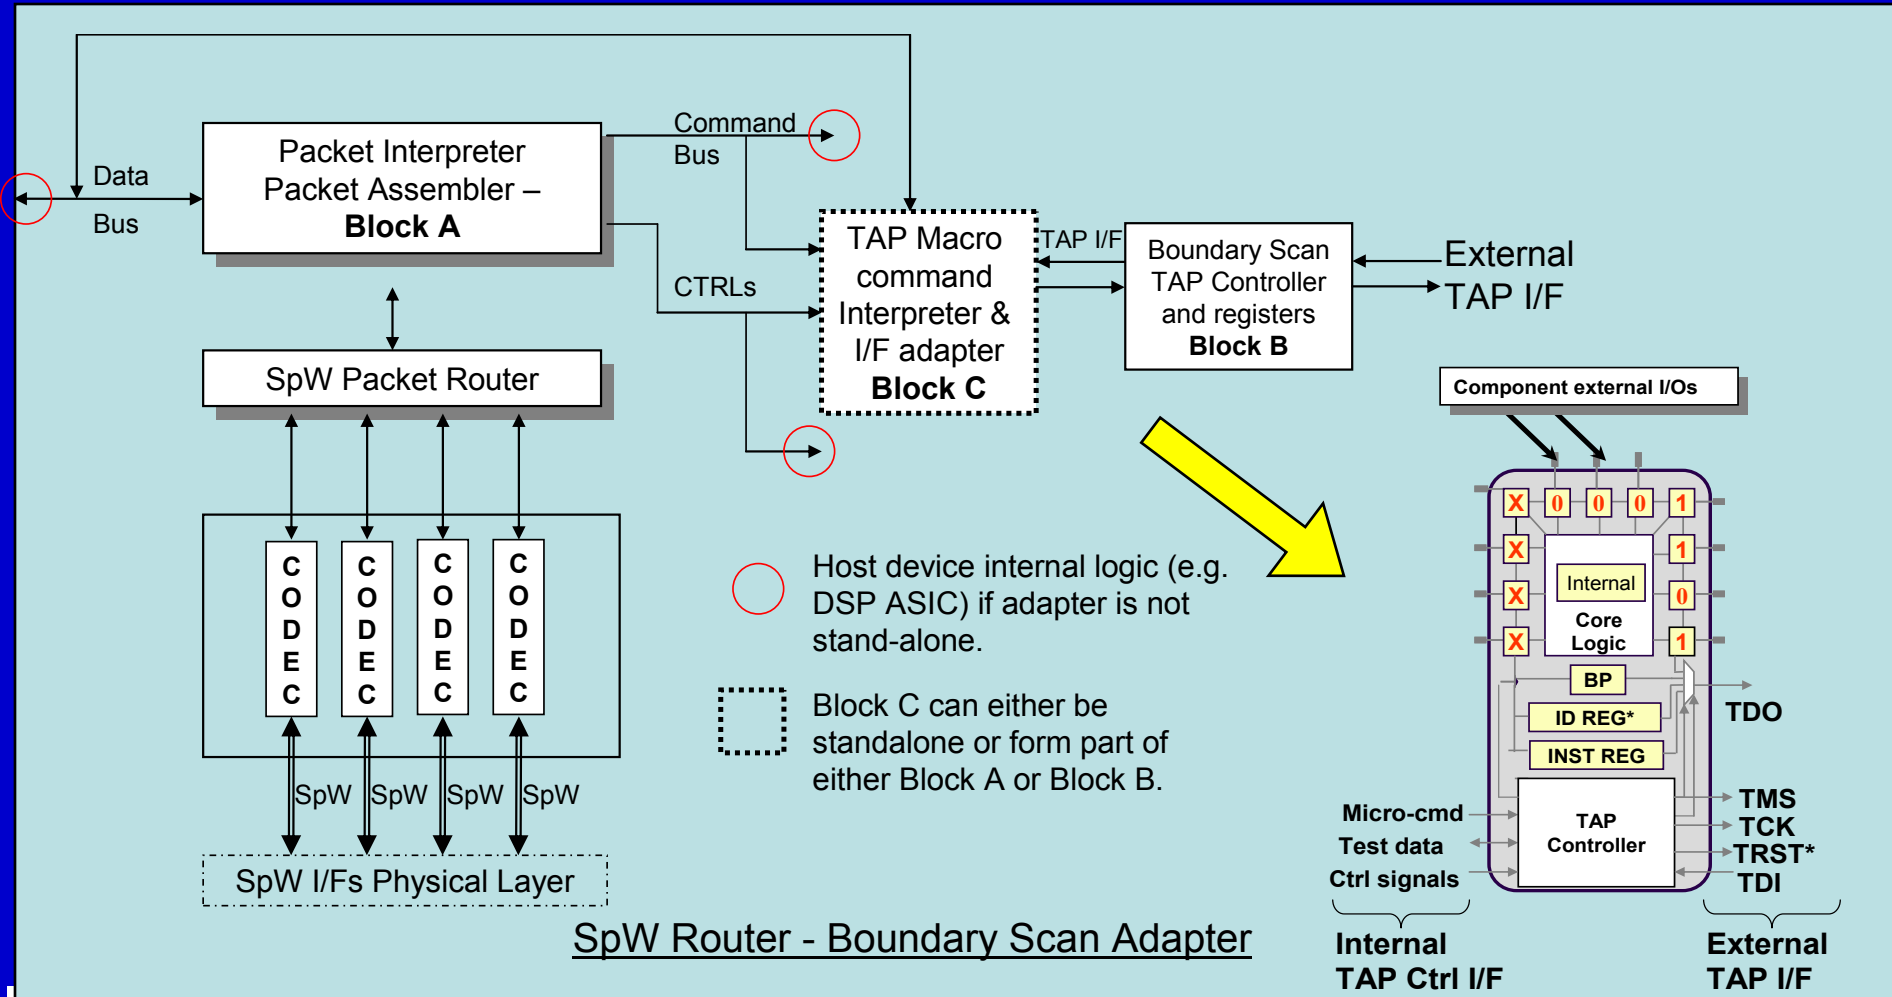 Data
Bus
Packet Interpreter
Packet Assembler –
Block A
Command
Bus
CTRLs
TAP Macro
command
Interpreter &
I/F adapter
Block C
TAP I/F
Boundary Scan
TAP Controller
and registers
Block B
External
TAP I/F
SpW Packet Router
C
O
D
E
C
C
O
D
E
C
C
O
D
E
C
C
O
D
E
C
SpW
SpW
SpW
SpW
SpW I/Fs Physical Layer
Host device internal logic (e.g.
DSP ASIC) if adapter is not
stand-alone.
Block C can either be
standalone or form part of
either Block A or Block B.
Component external I/Os
X 0 0 0 1
X 1
X 0
X 1
Internal
Core
Logic
BP
ID REG*
INST REG
TDO
TAP
Controller
Micro-cmd
Test data
Ctrl signals
TMS
TCK
TRST*
TDI
Internal
TAP Ctrl I/F
External
TAP I/F
SpW Router - Boundary Scan Adapter